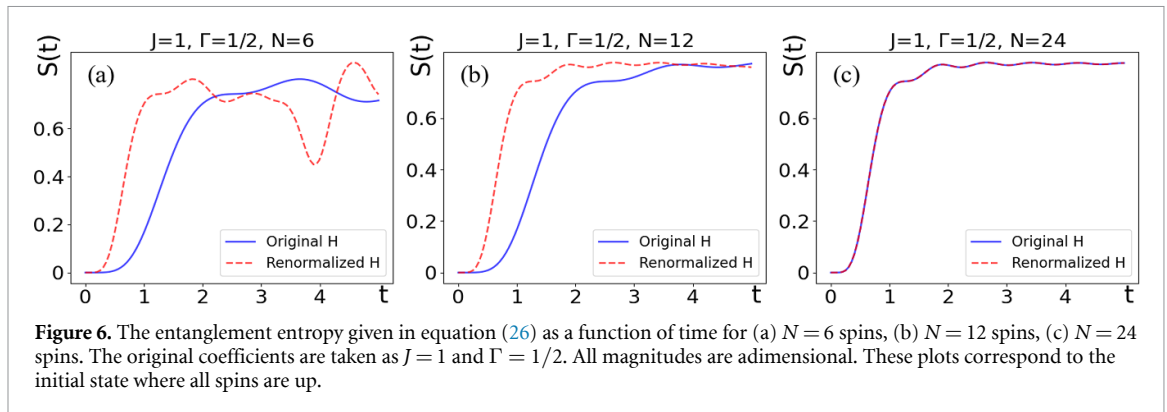 J=1, Γ=1/2, N=6
S(t)
(a)
0.6
0.4
0.2
0
Original H
Renormalized H
0 1 2 3 4 t
J=1, Γ=1/2, N=12
S(t)
(b)
0.6
0.4
0.2
0
Original H
Renormalized H
0 1 2 3 4 t
J=1, Γ=1/2, N=24
S(t)
(c)
0.6
0.4
0.2
0
Original H
Renormalized H
0 1 2 3 4 t
Figure 6. The entanglement entropy given in equation (26) as a function of time for (a) N = 6 spins, (b) N = 12 spins, (c) N = 24
spins. The original coefficients are taken as J = 1 and Γ = 1/2. All magnitudes are adimensional. These plots correspond to the
initial state where all spins are up.